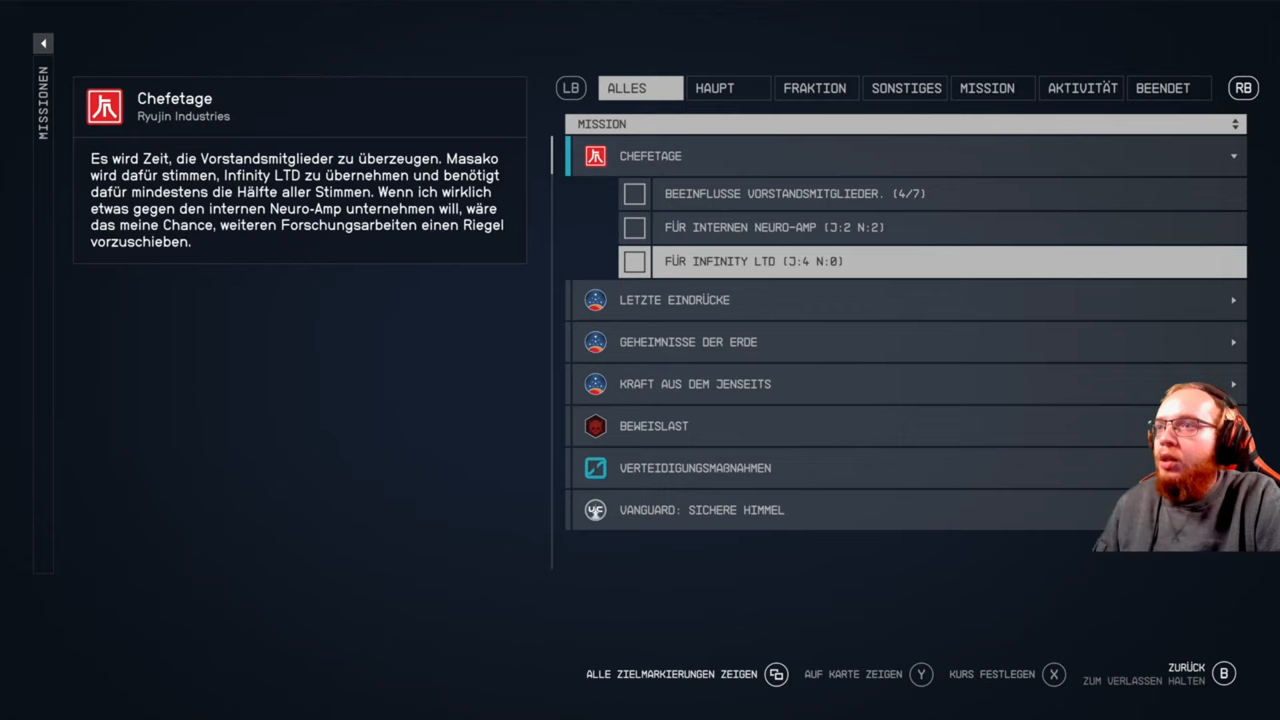 MISSIONEN
Chefetage
Ryujin Industries
Es wird Zeit, die Vorstandsmitglieder zu überzeugen. Masako
wird dafür stimmen, Infinity LTD zu übernehmen und benötigt
dafür mindestens die Hälfte aller Stimmen. Wenn ich wirklich
etwas gegen den internen Neuro-Amp unternehmen will, wäre
das meine Chance, weiteren Forschungsarbeiten einen Riegel
vorzuschieben.
LB ALLES HAUPT FRAKTION SONSTIGES MISSION AKTIVITÄT BEENDET RB
MISSION
CHEFETAGE
BEEINFLUSSE VORSTANDSMITGLIEDER. (4/7)
FÜR INTERNEN NEURO-AMP (J:2 N:2)
FÜR INFINITY LTD (J:4 N:0)
LETZTE EINDRÜCKE
GEHEIMNISSE DER ERDE
KRAFT AUS DEM JENSEITS
BEWEISLAST
VERTEIDIGUNGSMAßNAHMEN
UC VANGUARD: SICHERE HIMMEL
ALLE ZIELMARKIERUNGEN ZEIGEN AUF KARTE ZEIGEN Y KURS FESTLEGEN X ZURÜCK B
ZUM VERLASSEN HALTEN